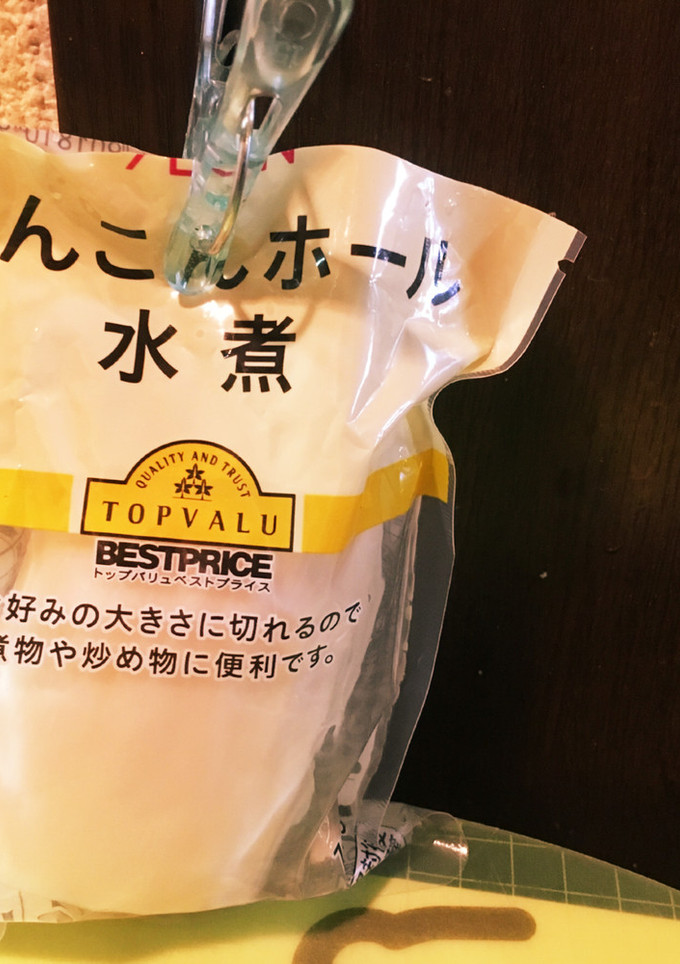 んこんホール
水煮
QUALITY AND TRUST
TOPVALU
BESTPRICE
トップバリュベストプライス
好みの大きさに切れるので
煮物や炒め物に便利です。